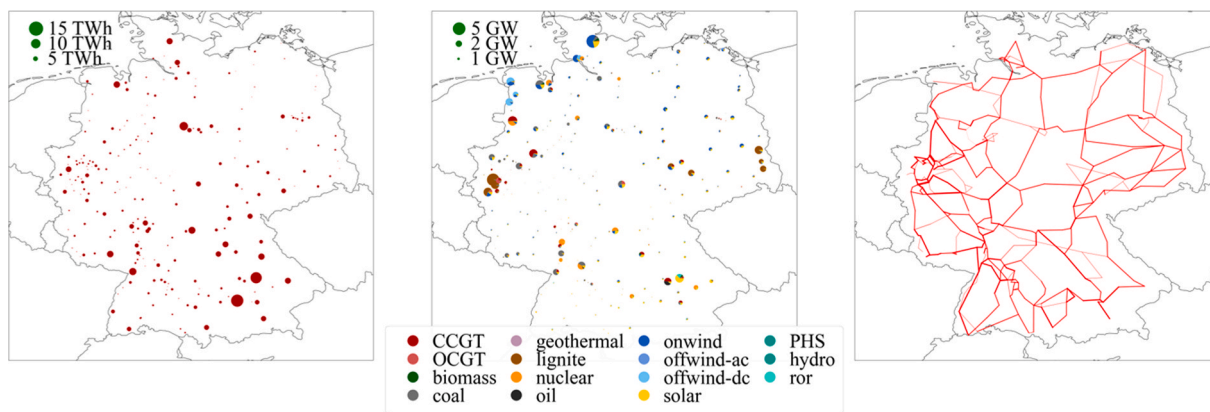 15 TWh
10 TWh
5 TWh
5 GW
2 GW
1 GW
CCGT
OCGT
biomass
coal
geothermal
lignite
nuclear
oil
onwind
offwind-ac
offwind-dc
solar
PHS
hydro
ror